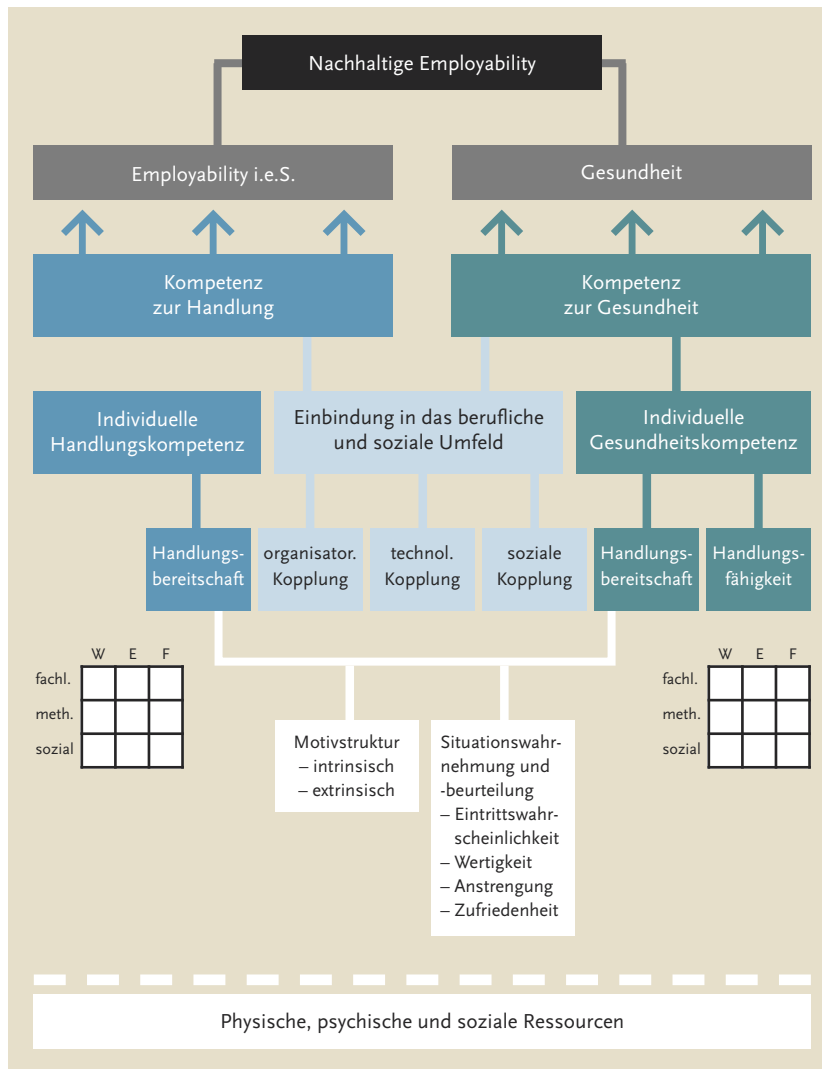 Nachhaltige Employability
Employability i.e.S.
Gesundheit
Kompetenz
zur Handlung
Kompetenz
zur Gesundheit
Individuelle
Handlungskompetenz
Einbindung in das berufliche
und soziale Umfeld
Individuelle
Gesundheitskompetenz
Handlungs-
bereitschaft
organisator.
Kopplung
technol.
Kopplung
soziale
Kopplung
Handlungs-
bereitschaft
Handlungs-
fähigkeit
W E F
fachl.
meth.
sozial
W E F
fachl.
meth.
sozial
Motivstruktur
– intrinsisch
– extrinsisch
Situationswahr-
nehmung und
-beurteilung
– Eintrittswahr-
scheinlichkeit
– Wertigkeit
– Anstrengung
– Zufriedenheit
Physische, psychische und soziale Ressourcen